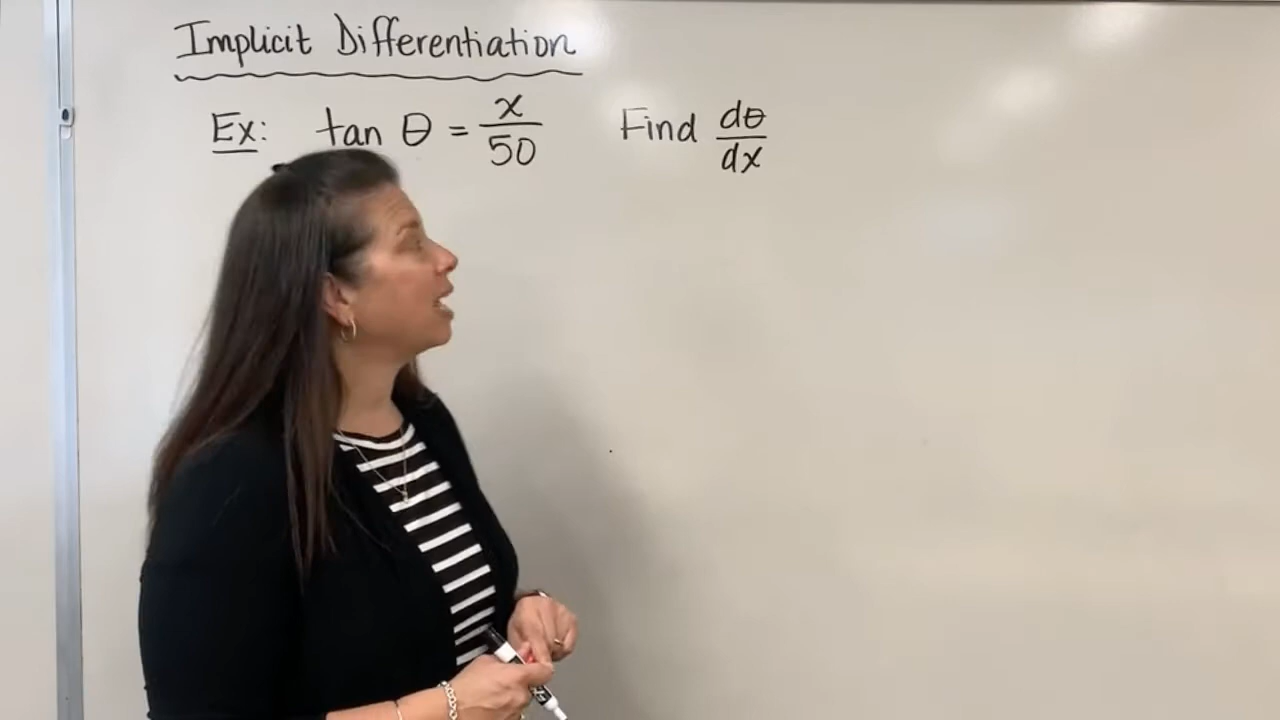 Implicit Differentiation
Ex: tan θ = x/50 Find dθ/dx